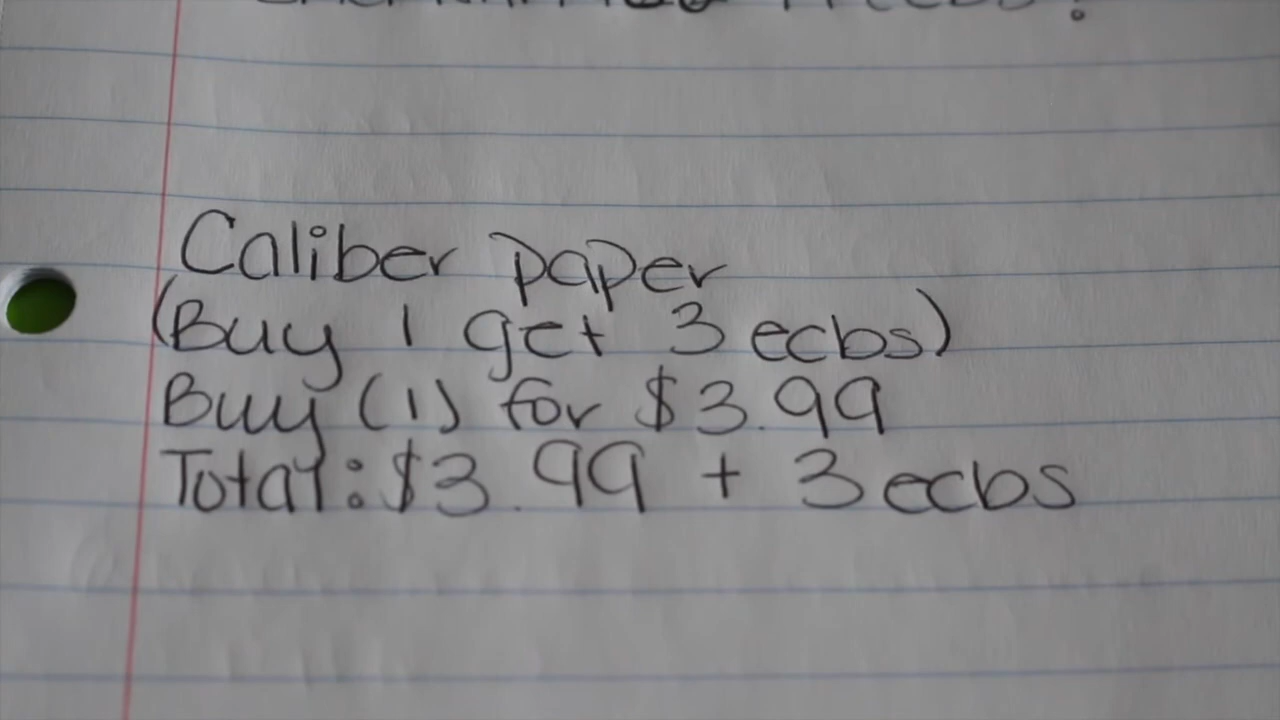 Caliber paper
(Buy 1 get 3 ecbs)
Buy (1) for $3.99
Total: $3.99 + 3 ecbs